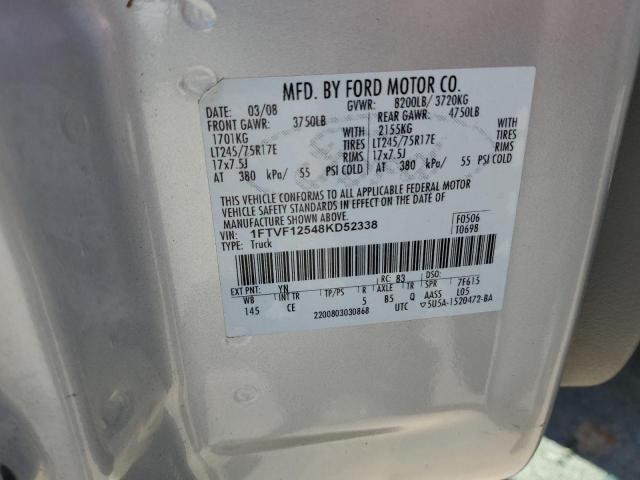 MFD. BY FORD MOTOR CO.
DATE: 03/08 GVWR: 8200LB/ 3720KG
FRONT GAWR: 3750LB REAR GAWR: 4750LB
1701KG WITH 2155KG WITH
LT245/75R17E TIRES LT245/75R17E TIRES
17x7.5J RIMS 17x7.5J RIMS
AT 380 kPa/ 55 PSI COLD AT 380 kPa/ 55 PSI COLD
THIS VEHICLE CONFORMS TO ALL APPLICABLE FEDERAL MOTOR
VEHICLE SAFETY STANDARDS IN EFFECT ON THE DATE OF
MANUFACTURE SHOWN ABOVE.
VIN: 1FTVF12548KD52338 F0506
TYPE: Truck T0698
EXT PNT: YN RC: 83 DSO:
WB INT TR TP/PS R AXLE TR SPR 7F615
145 CE 5 B5 Q AASS L05
2200803030868 UTC ▽5U5A-1520472-BA